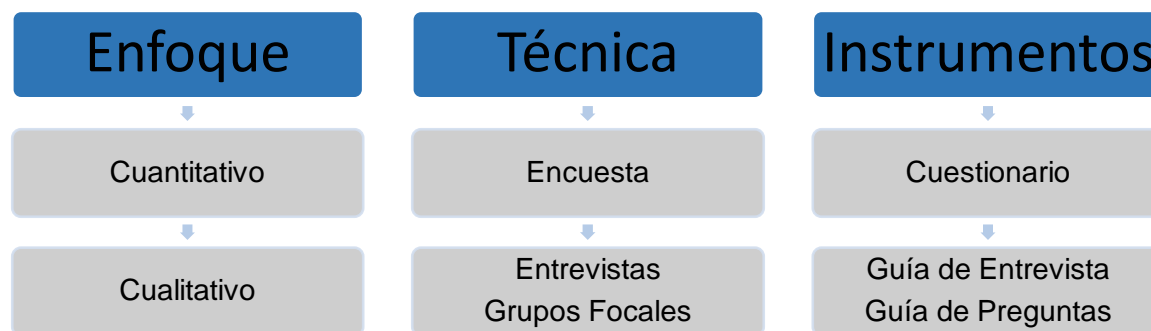 Enfoque
Técnica
Instrumentos
Cuantitativo
Encuesta
Cuestionario
Cualitativo
Entrevistas
Grupos Focales
Guía de Entrevista
Guía de Preguntas